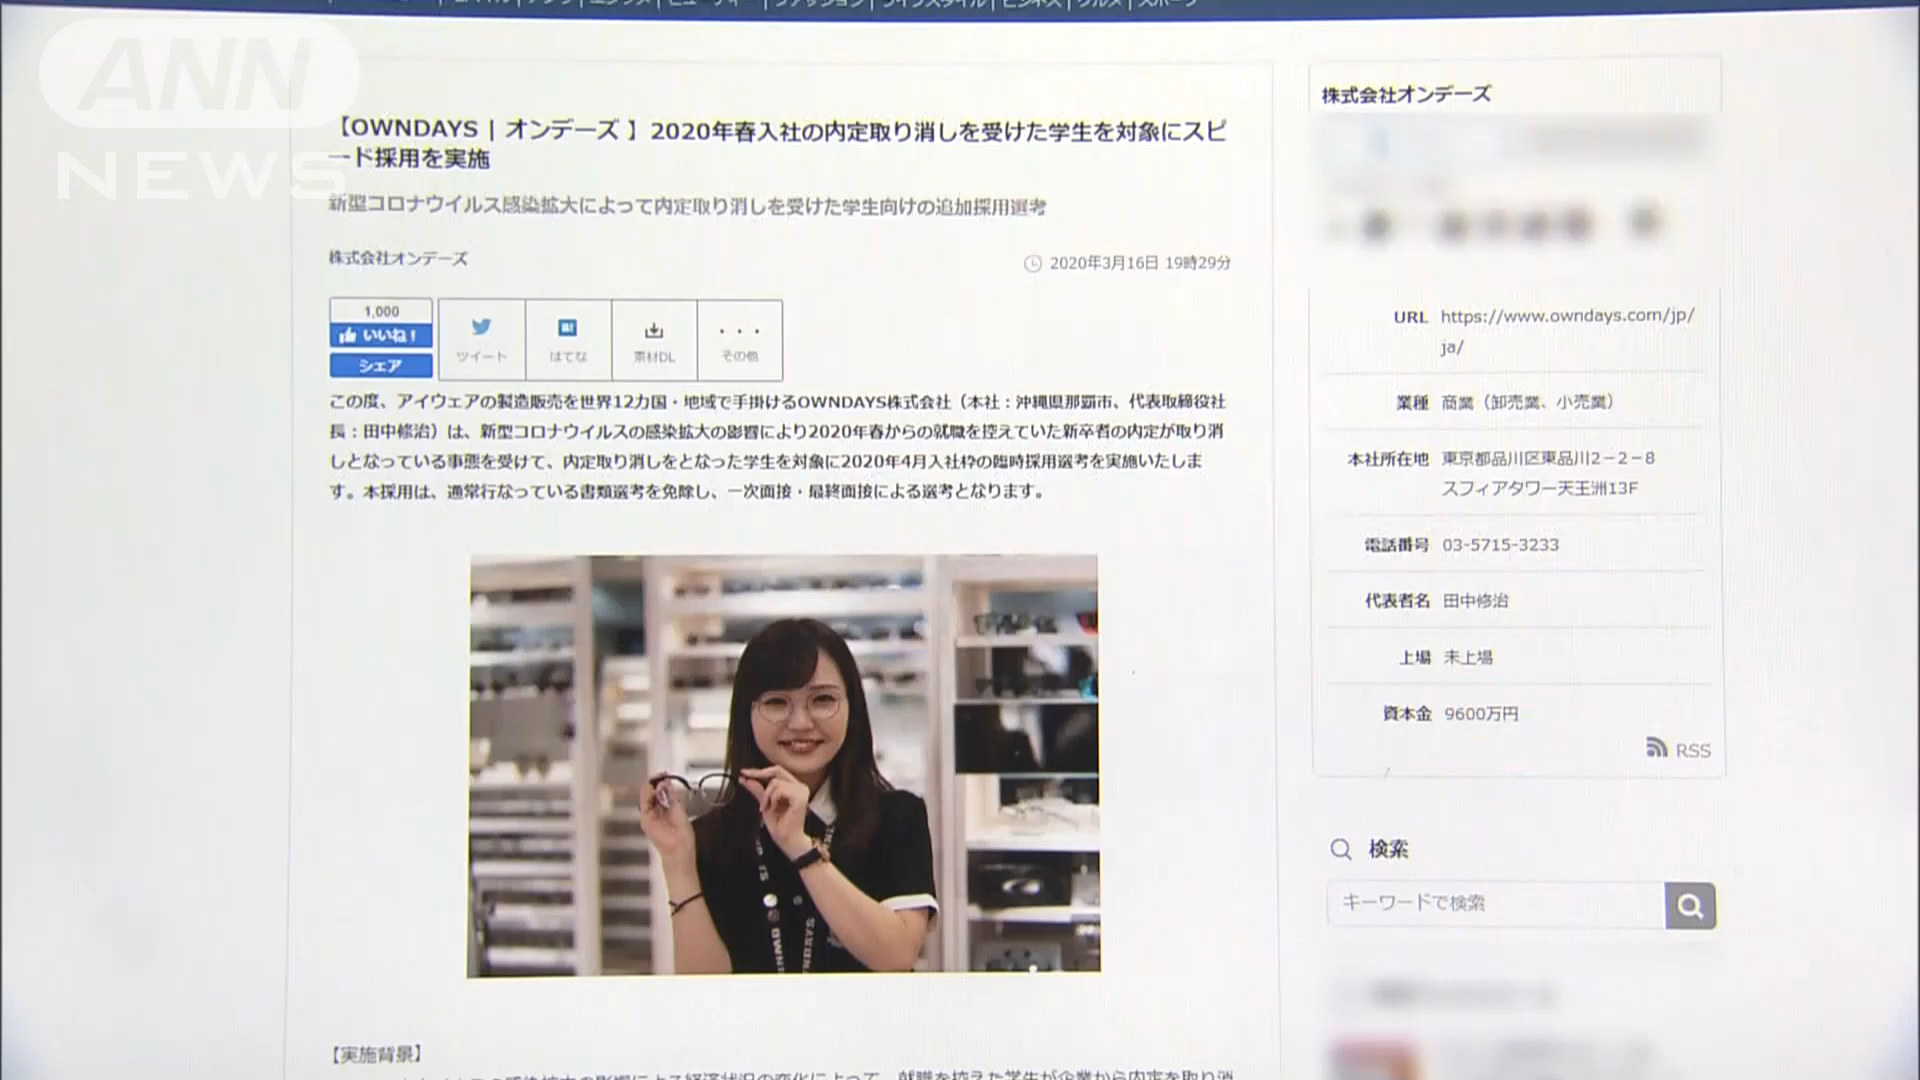 ANN
NEWS
【OWNDAYS | オンデーズ 】2020年春入社の内定取り消しを受けた学生を対象にスピ
ード採用を実施
新型コロナウイルス感染拡大によって内定取り消しを受けた学生向けの追加採用選考
株式会社オンデーズ
2020年3月16日 19時29分
1,000
いいね!
シェア
ツイート
はてな
素材DL
その他
この度、アイウェアの製造販売を世界12カ国・地域で手掛けるOWNDAYS株式会社（本社：沖縄県那覇市、代表取締役社
長：田中修治）は、新型コロナウイルスの感染拡大の影響により2020年春からの就職を控えていた新卒者の内定が取り消
しとなっている事態を受けて、内定取り消しをとなった学生を対象に2020年4月入社枠の臨時採用選考を実施いたしま
す。本採用は、通常行なっている書類選考を免除し、一次面接・最終面接による選考となります。
【実施背景】
株式会社オンデーズ
URL https://www.owndays.com/jp/
ja/
業種 商業（卸売業、小売業）
本社所在地 東京都品川区東品川2－2－8
スフィアタワー天王洲13F
電話番号 03-5715-3233
代表者名 田中修治
上場 未上場
資本金 9600万円
RSS
検索
キーワードで検索